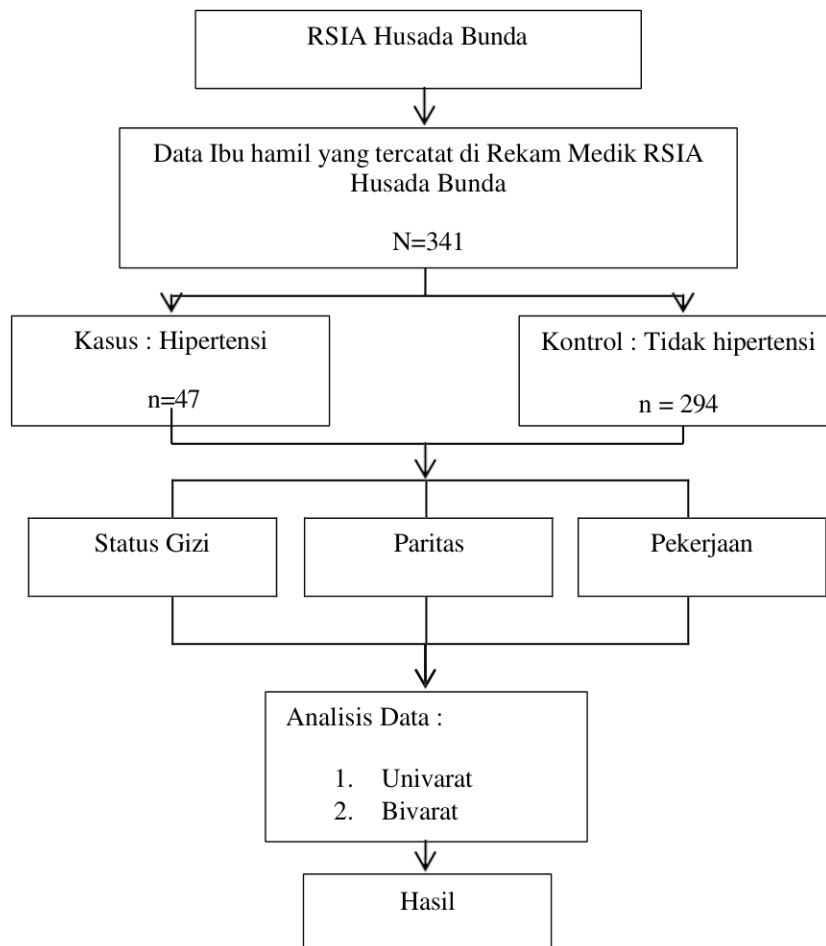 RSIA Husada Bunda
Data Ibu hamil yang tercatat di Rekam Medik RSIA
Husada Bunda
N=341
Kasus : Hipertensi
n=47
Kontrol : Tidak hipertensi
n = 294
Status Gizi
Paritas
Pekerjaan
Analisis Data :
1. Univarat
2. Bivarat
Hasil